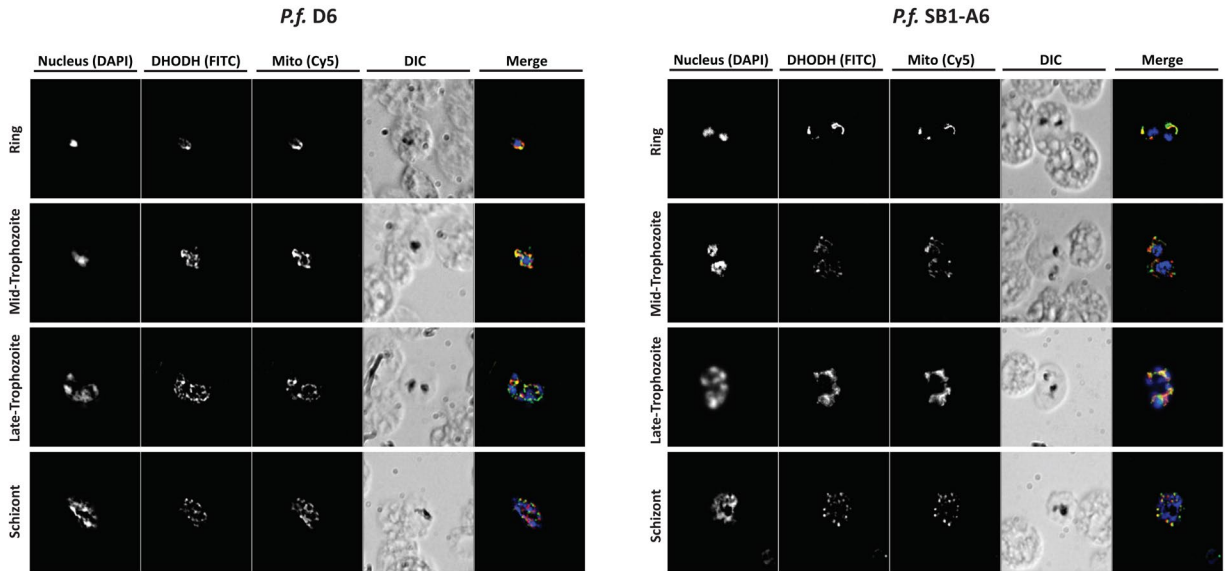 P.f. D6
Nucleus (DAPI) DHODH (FITC) Mito (Cy5) DIC Merge
Ring
Mid-Trophozoite
Late-Trophozoite
Schizont
P.f. SB1-A6
Nucleus (DAPI) DHODH (FITC) Mito (Cy5) DIC Merge
Ring
Mid-Trophozoite
Late-Trophozoite
Schizont